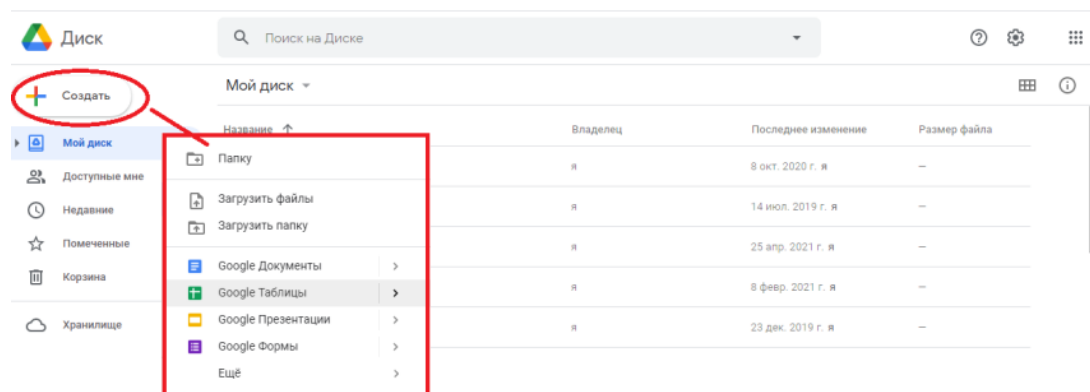 Диск
Поиск на Диске
Создать
Мой диск
Название
Владелец
Последнее изменение
Размер файла
Мой диск
Доступные мне
Недавние
Помеченные
Корзина
Хранилище
Папку
Загрузить файлы
Загрузить папку
Google Документы
Google Таблицы
Google Презентации
Google Формы
Ещё
я 8 окт. 2020 г. я —
я 14 июл. 2019 г. я —
я 25 апр. 2021 г. я —
я 8 февр. 2021 г. я —
я 23 дек. 2019 г. я —